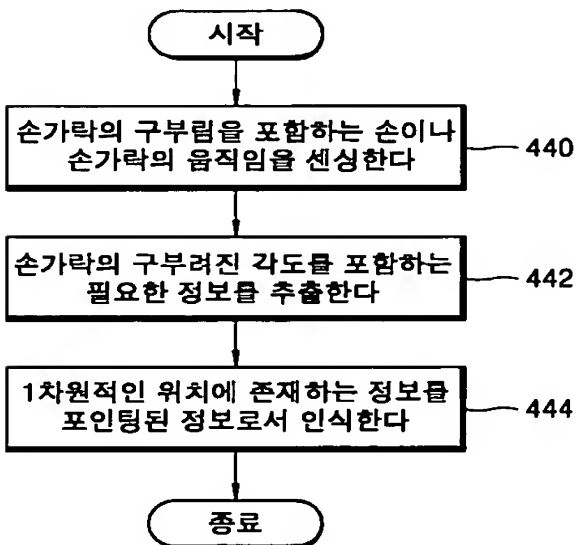 시작
손가락의 구부림을 포함하는 손이나
손가락의 움직임을 센싱한다
440
손가락의 구부려진 각도를 포함하는
필요한 정보를 추출한다
442
1차원적인 위치에 존재하는 정보를
포인팅된 정보로서 인식한다
444
종료